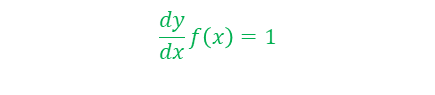 dy/dx f(x) = 1